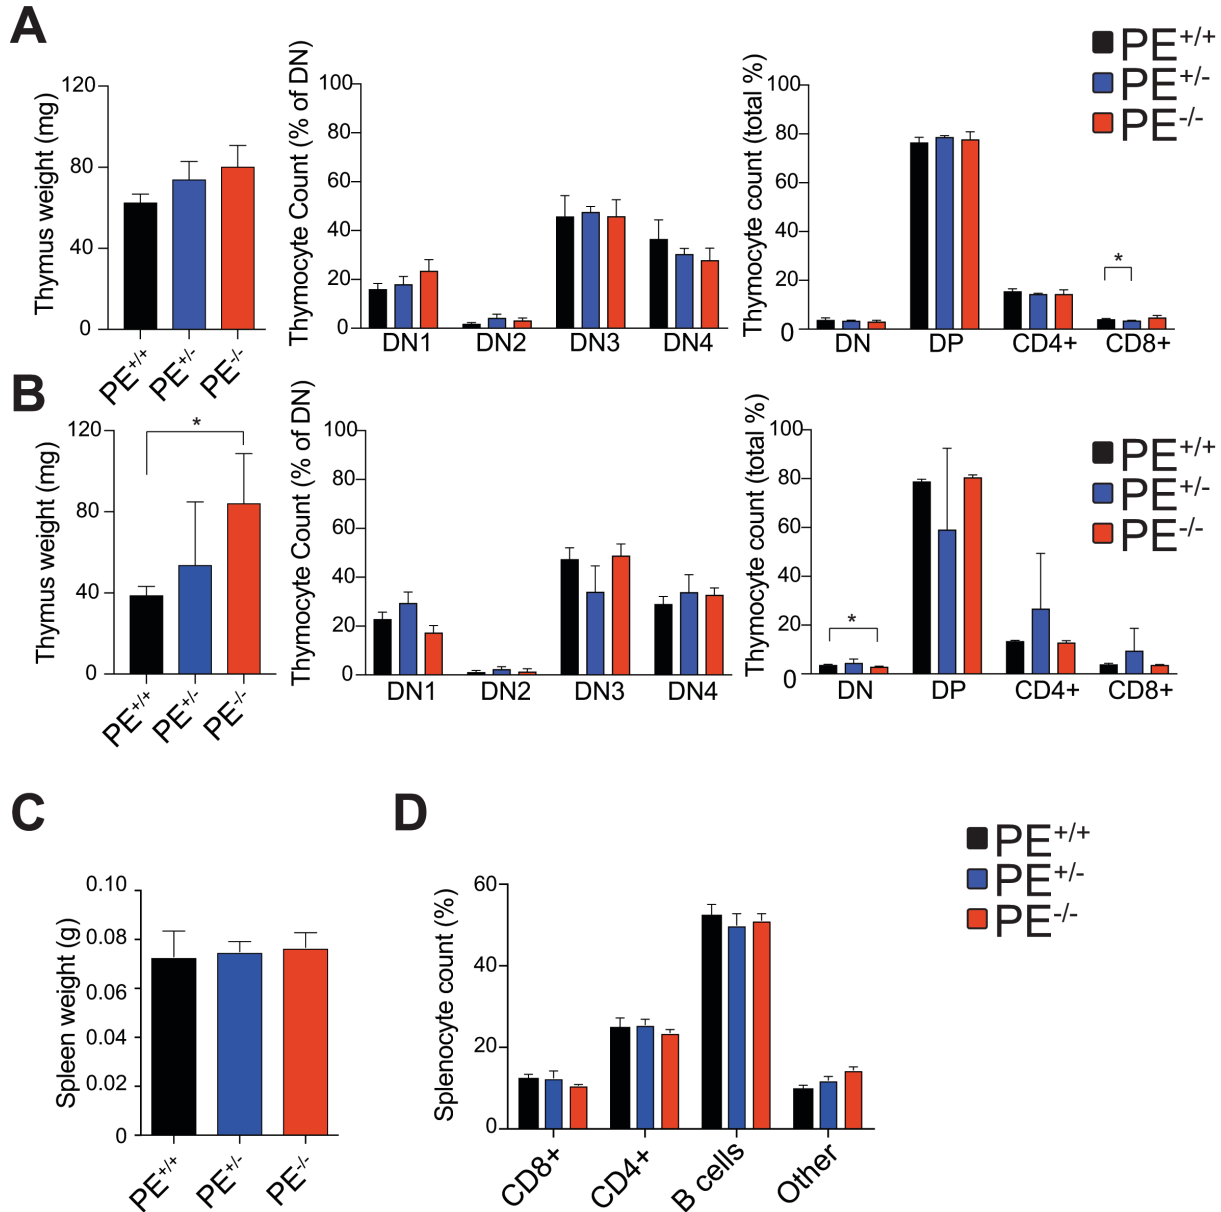 A
Thymus weight (mg)
120
80
40
0
PE+/+
PE+/-
PE-/-
Thymocyte Count (% of DN)
100
80
60
40
20
0
DN1
DN2
DN3
DN4
Thymocyte count (total %)
100
80
60
40
20
0
*
DN
DP
CD4+
CD8+
PE+/+
PE+/-
PE-/-
B
Thymus weight (mg)
120
80
40
0
*
PE+/+
PE+/-
PE-/-
Thymocyte Count (% of DN)
100
80
60
40
20
0
DN1
DN2
DN3
DN4
Thymocyte count (total %)
100
80
60
40
20
0
*
DN
DP
CD4+
CD8+
PE+/+
PE+/-
PE-/-
C
Spleen weight (g)
0.10
0.08
0.06
0.04
0.02
0
PE+/+
PE+/-
PE-/-
D
Splenocyte count (%)
60
40
20
0
CD8+
CD4+
B cells
Other
PE+/+
PE+/-
PE-/-